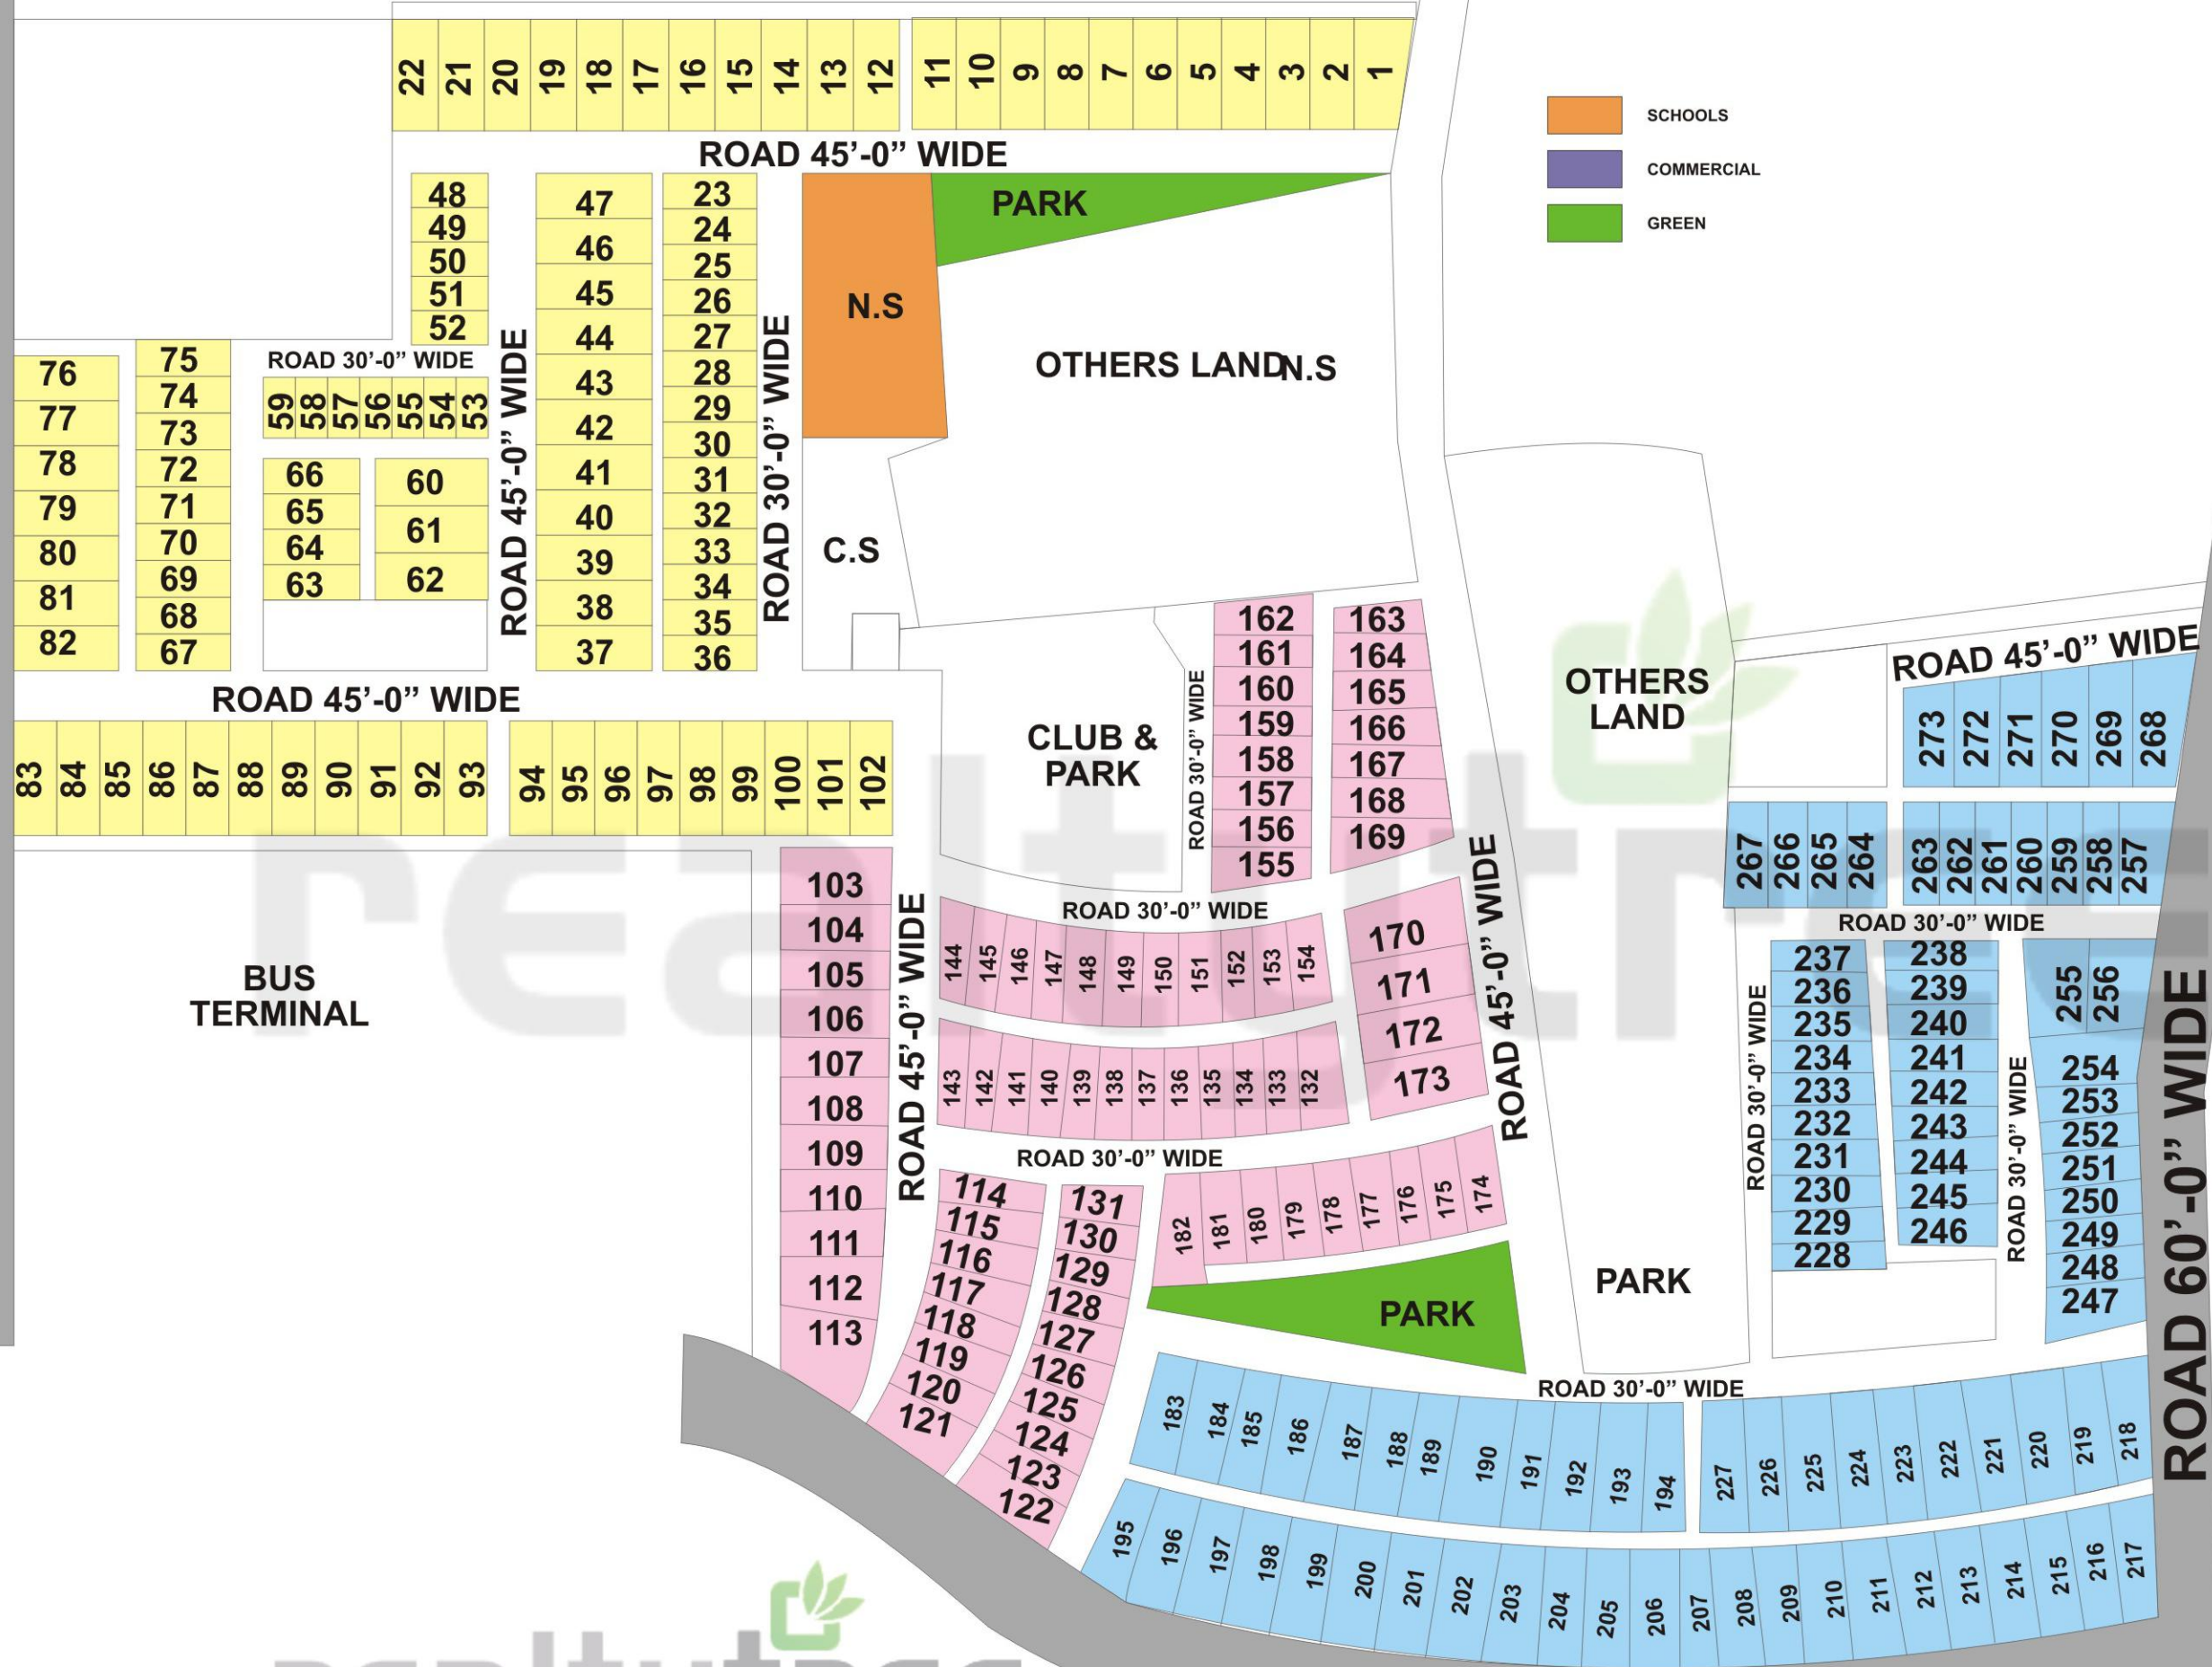 22 21 20 19 18 17 16 15 14 13 12 11 10 9 8 7 6 5 4 3 2 1
SCHOOLS
COMMERCIAL
GREEN
ROAD 45'-0” WIDE
48
49
50
51
52
47
46
45
44
43
42
41
40
39
38
37
23
24
25
26
27
28
29
30
31
32
33
34
35
36
ROAD 45'-0” WIDE
ROAD 30'-0” WIDE
N.S
PARK
OTHERS LAND
N.S
C.S
76
77
78
79
80
81
82
75
74
73
72
71
70
69
68
67
ROAD 30'-0” WIDE
59 58 57 56 55 54 53
66
65
64
63
60
61
62
ROAD 45'-0” WIDE
83 84 85 86 87 88 89 90 91 92 93 94 95 96 97 98 99 100 101 102
BUS
TERMINAL
103
104
105
106
107
108
109
110
111
112
113
ROAD 45'-0” WIDE
CLUB &
PARK
ROAD 30'-0” WIDE
162
161
160
159
158
157
156
155
163
164
165
166
167
168
169
ROAD 30'-0” WIDE
144 145 146 147 148 149 150 151 152 153 154
170
171
172
173
ROAD 45'-0” WIDE
143 142 141 140 139 138 137 136 135 134 133 132
ROAD 30'-0” WIDE
114
115
116
117
118
119
120
121
131
130
129
128
127
126
125
124
123
122
182 181 180 179 178 177 176 175 174
PARK
OTHERS
LAND
PARK
ROAD 45'-0” WIDE
273 272 271 270 269 268
267 266 265 264 263 262 261 260 259 258 257
ROAD 30'-0” WIDE
ROAD 30'-0” WIDE
237
236
235
234
233
232
231
230
229
228
238
239
240
241
242
243
244
245
246
ROAD 30'-0” WIDE
255 256
254
253
252
251
250
249
248
247
ROAD 60'-0” WIDE
ROAD 30'-0” WIDE
183 184 185 186 187 188 189 190 191 192 193 194 227 226 225 224 223 222 221 220 219 218
195 196 197 198 199 200 201 202 203 204 205 206 207 208 209 210 211 212 213 214 215 216 217
realtytree
realtytree